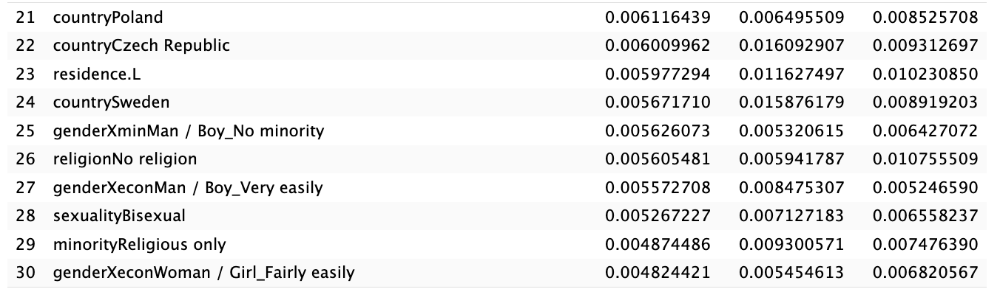 21 countryPoland 0.006116439 0.006495509 0.008525708
22 countryCzech Republic 0.006009962 0.016092907 0.009312697
23 residence.L 0.005977294 0.011627497 0.010230850
24 countrySweden 0.005671710 0.015876179 0.008919203
25 genderXminMan / Boy_No minority 0.005626073 0.005320615 0.006427072
26 religionNo religion 0.005605481 0.005941787 0.010755509
27 genderXeconMan / Boy_Very easily 0.005572708 0.008475307 0.005246590
28 sexualityBisexual 0.005267227 0.007127183 0.006558237
29 minorityReligious only 0.004874486 0.009300571 0.007476390
30 genderXeconWoman / Girl_Fairly easily 0.004824421 0.005454613 0.006820567